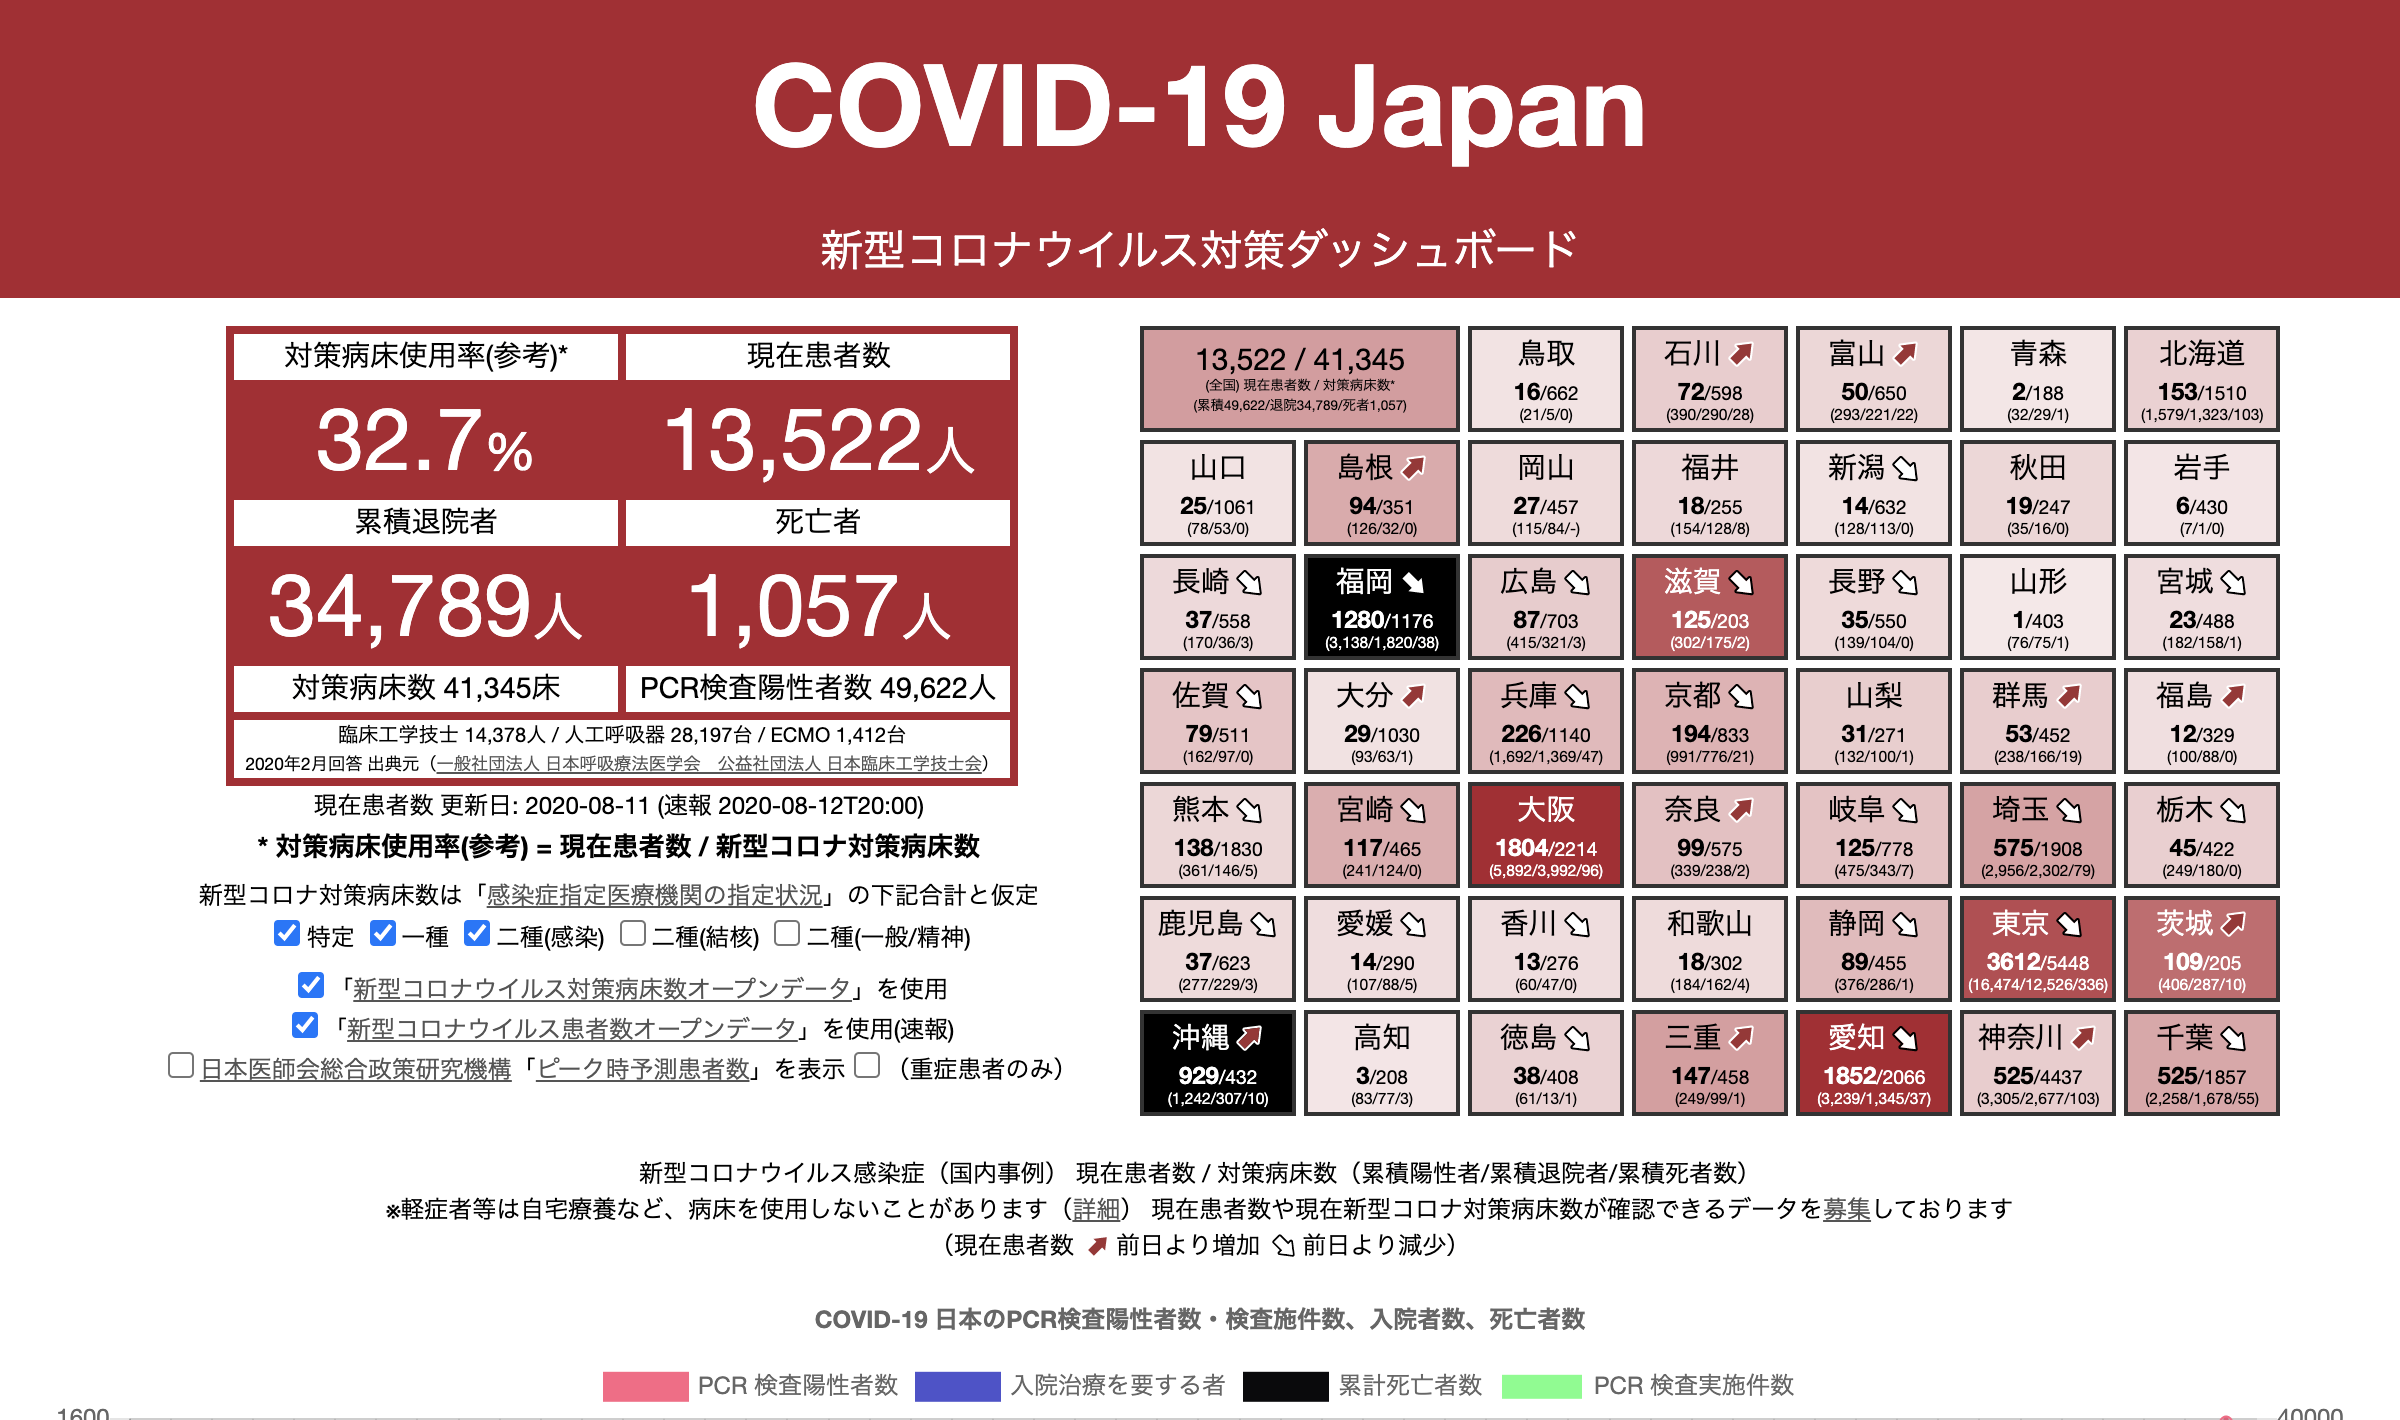 COVID-19 Japan
新型コロナウイルス対策ダッシュボード
対策病床使用率(参考)* 現在患者数
32.7% 13,522人
累積退院者 死亡者
34,789人 1,057人
対策病床数 41,345床 PCR検査陽性者数 49,622人
臨床工学技士 14,378人 / 人工呼吸器 28,197台 / ECMO 1,412台
2020年2月回答 出典元（一般社団法人 日本呼吸療法医学会　公益社団法人 日本臨床工学技士会）
現在患者数 更新日: 2020-08-11 (速報 2020-08-12T20:00)
* 対策病床使用率(参考) = 現在患者数 / 新型コロナ対策病床数
新型コロナ対策病床数は「感染症指定医療機関の指定状況」の下記合計と仮定
特定 一種 二種(感染) 二種(結核) 二種(一般/精神)
「新型コロナウイルス対策病床数オープンデータ」を使用
「新型コロナウイルス患者数オープンデータ」を使用(速報)
日本医師会総合政策研究機構「ピーク時予測患者数」を表示 （重症患者のみ）
13,522 / 41,345
(全国) 現在患者数 / 対策病床数*
(累積49,622/退院34,789/死者1,057)
鳥取 石川 富山 青森 北海道
16/662 72/598 50/650 2/188 153/1510
(21/5/0) (390/290/28) (293/221/22) (32/29/1) (1,579/1,323/103)
山口 島根 岡山 福井 新潟 秋田 岩手
25/1061 94/351 27/457 18/255 14/632 19/247 6/430
(78/53/0) (126/32/0) (115/84/-) (154/128/8) (128/113/0) (35/16/0) (7/1/0)
長崎 福岡 広島 滋賀 長野 山形 宮城
37/558 1280/1176 87/703 125/203 35/550 1/403 23/488
(170/36/3) (3,138/1,820/38) (415/321/3) (302/175/2) (139/104/0) (76/75/1) (182/158/1)
佐賀 大分 兵庫 京都 山梨 群馬 福島
79/511 29/1030 226/1140 194/833 31/271 53/452 12/329
(162/97/0) (93/63/1) (1,692/1,369/47) (991/776/21) (132/100/1) (238/166/19) (100/88/0)
熊本 宮崎 大阪 奈良 岐阜 埼玉 栃木
138/1830 117/465 1804/2214 99/575 125/778 575/1908 45/422
(361/146/5) (241/124/0) (5,892/3,992/96) (339/238/2) (475/343/7) (2,956/2,302/79) (249/180/0)
鹿児島 愛媛 香川 和歌山 静岡 東京 茨城
37/623 14/290 13/276 18/302 89/455 3612/5448 109/205
(277/229/3) (107/88/5) (60/47/0) (184/162/4) (376/286/1) (16,474/12,526/336) (406/287/10)
沖縄 高知 徳島 三重 愛知 神奈川 千葉
929/432 3/208 38/408 147/458 1852/2066 525/4437 525/1857
(1,242/307/10) (83/77/3) (61/13/1) (249/99/1) (3,239/1,345/37) (3,305/2,677/103) (2,258/1,678/55)
新型コロナウイルス感染症（国内事例） 現在患者数 / 対策病床数（累積陽性者/累積退院者/累積死者数）
※軽症者等は自宅療養など、病床を使用しないことがあります（詳細） 現在患者数や現在新型コロナ対策病床数が確認できるデータを募集しております
（現在患者数 前日より増加 前日より減少）
COVID-19 日本のPCR検査陽性者数・検査施件数、入院者数、死亡者数
PCR 検査陽性者数 入院治療を要する者 累計死亡者数 PCR 検査実施件数
1600 40000